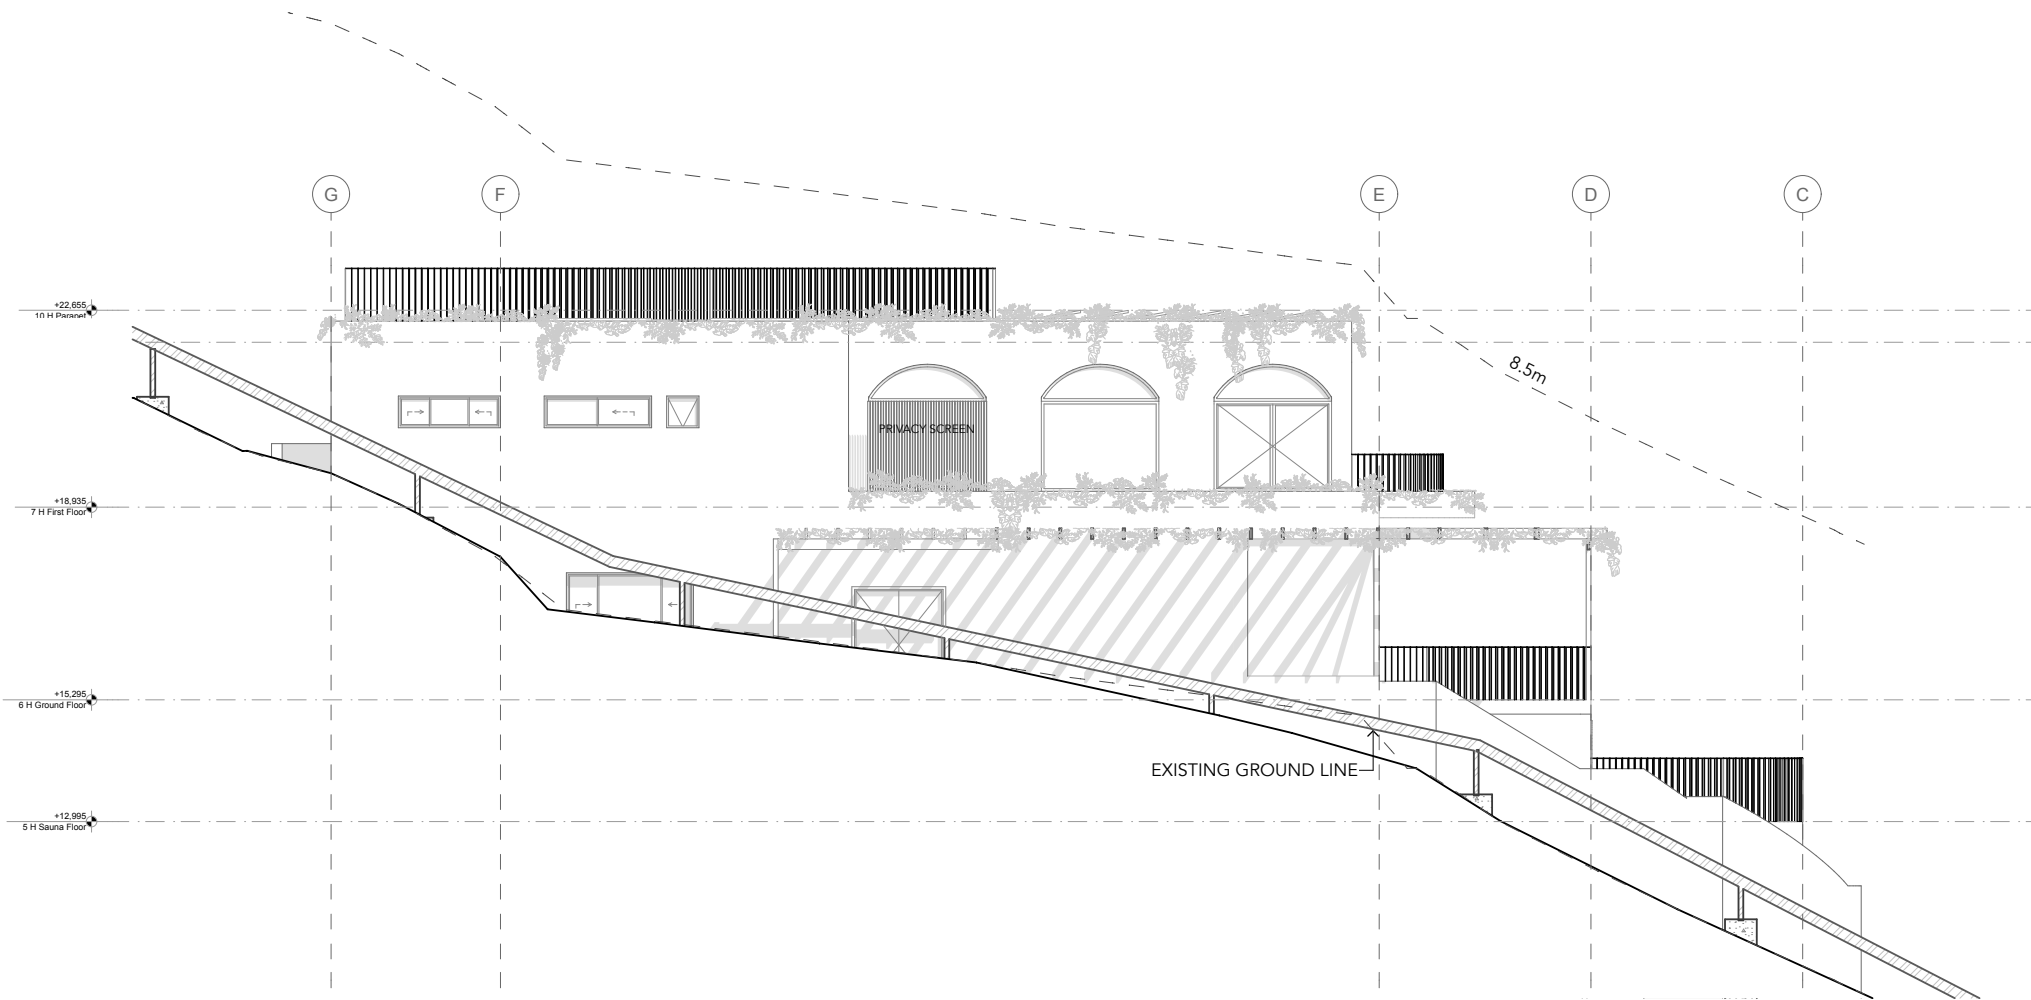 G
F
E
D
C
+22,655
10 H Parapet
8.5m
PRIVACY SCREEN
+18,935
7 H First Floor
+15,295
6 H Ground Floor
EXISTING GROUND LINE
+12,995
5 H Sauna Floor